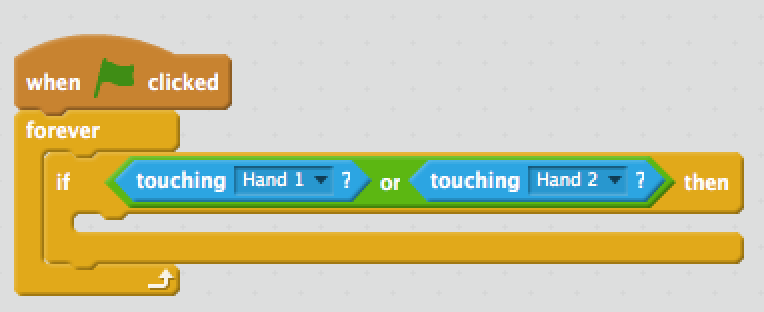 when clicked
forever
if touching Hand 1 ? or touching Hand 2 ? then